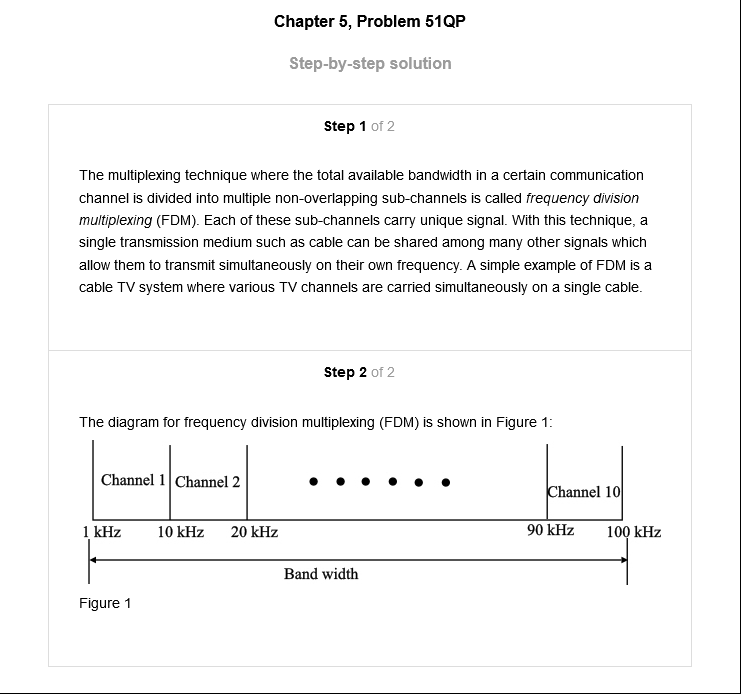 Chapter 5, Problem 51QP
Step-by-step solution
Step 1 of 2
The multiplexing technique where the total available bandwidth in a certain communication
channel is divided into multiple non-overlapping sub-channels is called frequency division
multiplexing (FDM). Each of these sub-channels carry unique signal. With this technique, a
single transmission medium such as cable can be shared among many other signals which
allow them to transmit simultaneously on their own frequency. A simple example of FDM is a
cable TV system where various TV channels are carried simultaneously on a single cable.
Step 2 of 2
The diagram for frequency division multiplexing (FDM) is shown in Figure 1:
Channel 1 Channel 2 Channel 10
1 kHz 10 kHz 20 kHz 90 kHz 100 kHz
Band width
Figure 1